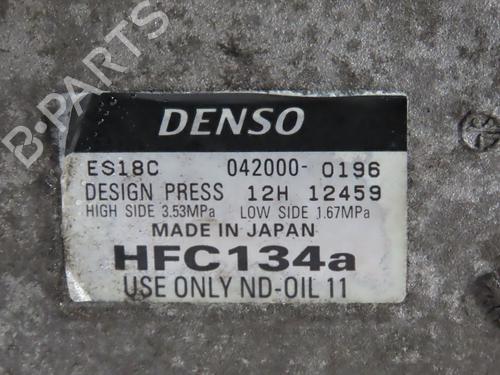 B-PARTS
DENSO
ES18C 042000- 0196
DESIGN PRESS 12H 12459
HIGH SIDE 3.53MPa LOW SIDE 1.67MPa
MADE IN JAPAN
HFC134a
USE ONLY ND-OIL 11